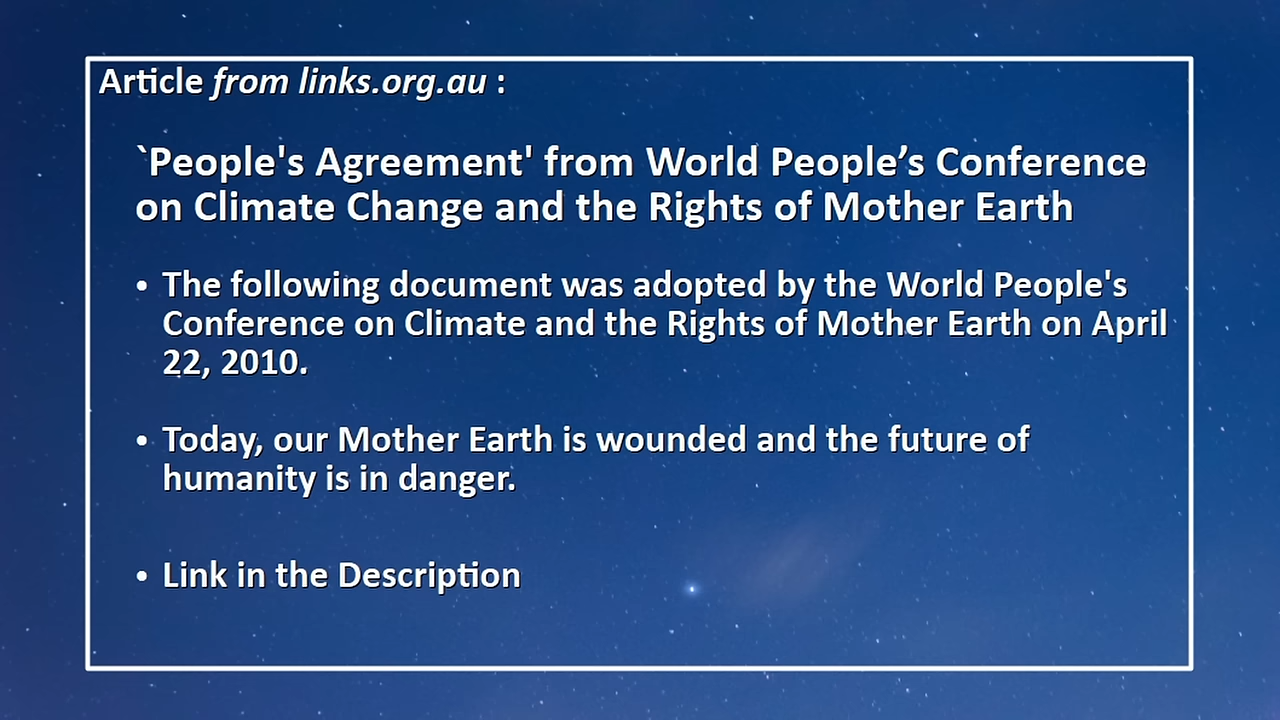 Article from links.org.au :
`People's Agreement' from World People’s Conference
on Climate Change and the Rights of Mother Earth
• The following document was adopted by the World People's
Conference on Climate and the Rights of Mother Earth on April
22, 2010.
• Today, our Mother Earth is wounded and the future of
humanity is in danger.
• Link in the Description